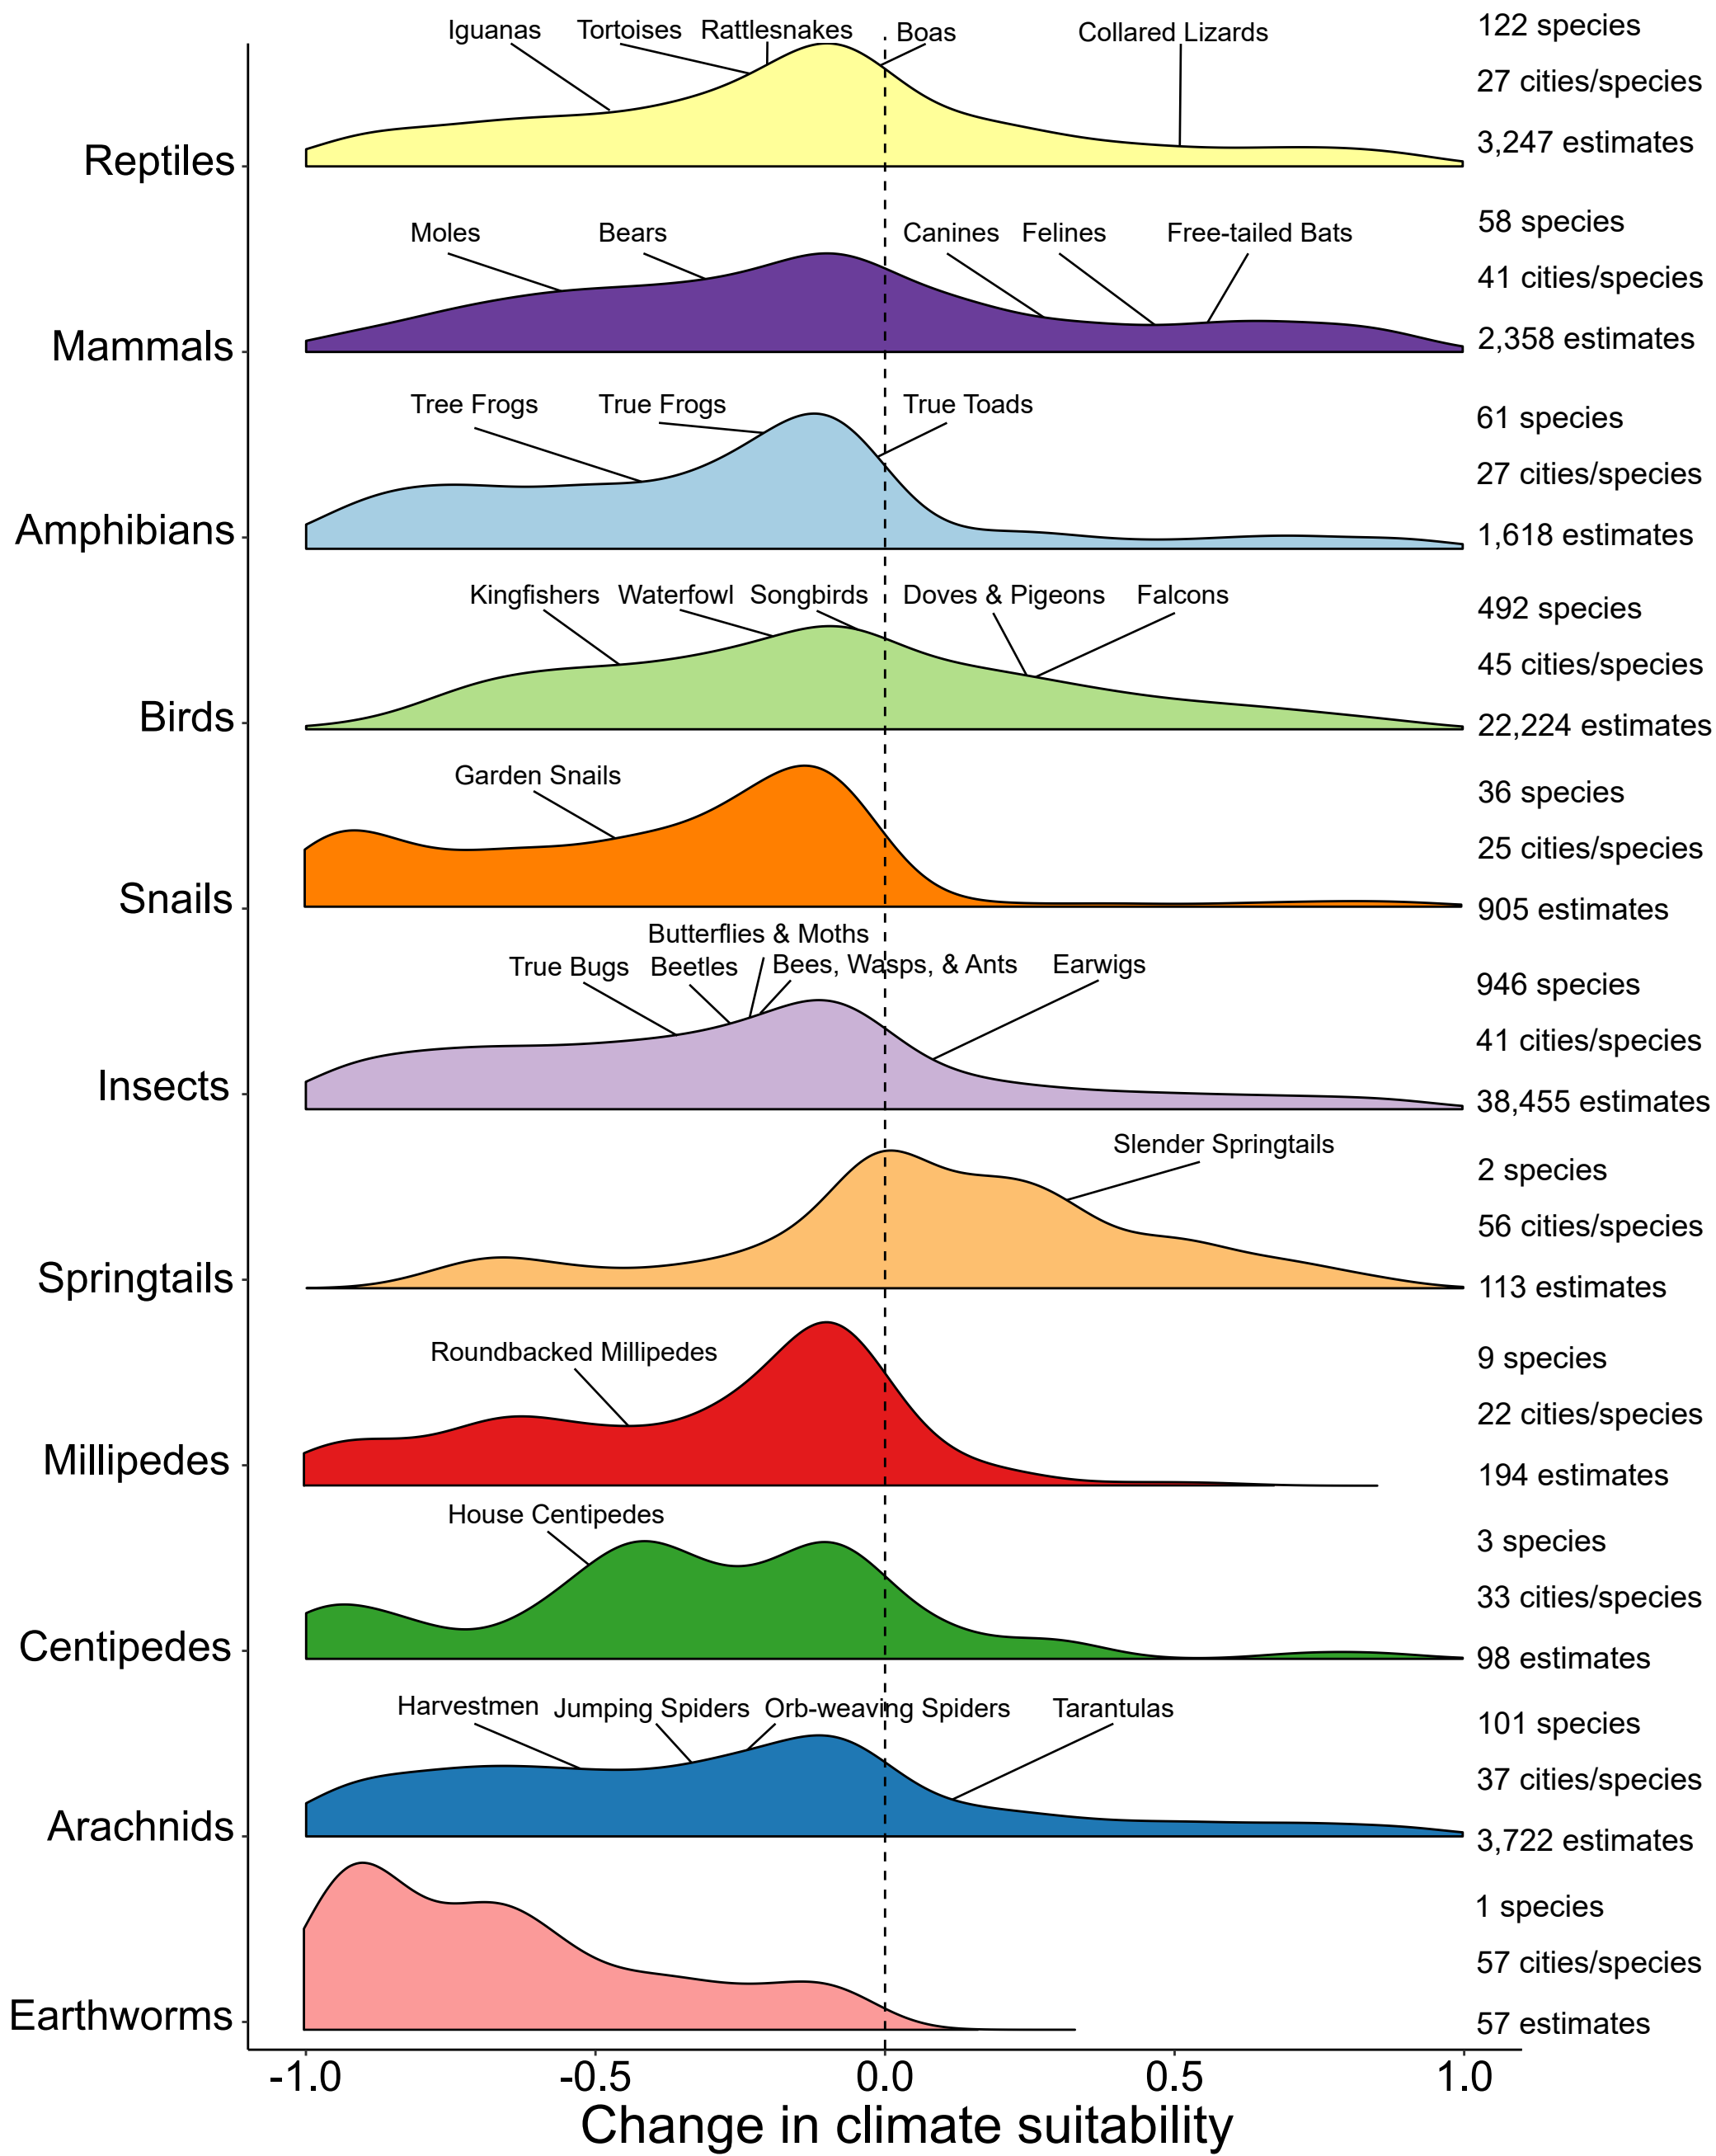 Iguanas Tortoises Rattlesnakes Boas Collared Lizards
122 species
27 cities/species
3,247 estimates
Reptiles
Moles Bears Canines Felines Free-tailed Bats
58 species
41 cities/species
2,358 estimates
Mammals
Tree Frogs True Frogs True Toads
61 species
27 cities/species
1,618 estimates
Amphibians
Kingfishers Waterfowl Songbirds Doves & Pigeons Falcons
492 species
45 cities/species
22,224 estimates
Birds
Garden Snails
36 species
25 cities/species
905 estimates
Snails
Butterflies & Moths
True Bugs Beetles Bees, Wasps, & Ants Earwigs
946 species
41 cities/species
38,455 estimates
Insects
Slender Springtails
2 species
56 cities/species
113 estimates
Springtails
Roundbacked Millipedes
9 species
22 cities/species
194 estimates
Millipedes
House Centipedes
3 species
33 cities/species
98 estimates
Centipedes
Harvestmen Jumping Spiders Orb-weaving Spiders Tarantulas
101 species
37 cities/species
3,722 estimates
Arachnids
1 species
57 cities/species
57 estimates
Earthworms
-1.0 -0.5 0.0 0.5 1.0
Change in climate suitability